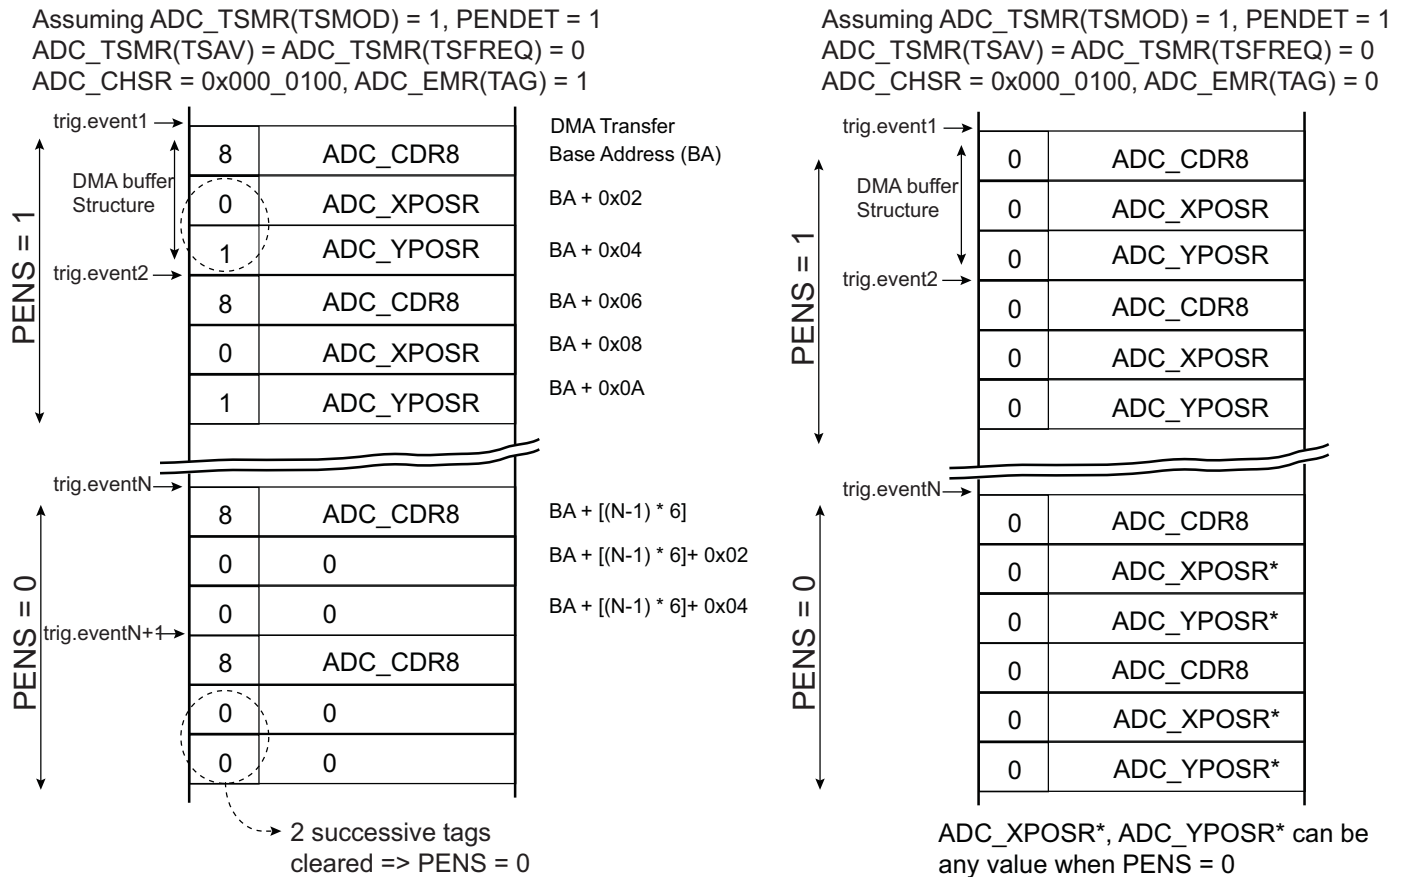 Assuming ADC_TSMR(TSMOD) = 1, PENDET = 1
ADC_TSMR(TSAV) = ADC_TSMR(TSFREQ) = 0
ADC_CHSR = 0x000_0100, ADC_EMR(TAG) = 1
trig.event1
DMA Transfer
Base Address (BA)
8 ADC_CDR8
DMA buffer
Structure
0 ADC_XPOSR BA + 0x02
1 ADC_YPOSR BA + 0x04
trig.event2
8 ADC_CDR8 BA + 0x06
0 ADC_XPOSR BA + 0x08
1 ADC_YPOSR BA + 0x0A
PENS = 1
trig.eventN
8 ADC_CDR8 BA + [(N-1) * 6]
0 0 BA + [(N-1) * 6]+ 0x02
0 0 BA + [(N-1) * 6]+ 0x04
trig.eventN+1
8 ADC_CDR8
0 0
0 0
PENS = 0
2 successive tags
cleared => PENS = 0
Assuming ADC_TSMR(TSMOD) = 1, PENDET = 1
ADC_TSMR(TSAV) = ADC_TSMR(TSFREQ) = 0
ADC_CHSR = 0x000_0100, ADC_EMR(TAG) = 0
trig.event1
0 ADC_CDR8
DMA buffer
Structure
0 ADC_XPOSR
0 ADC_YPOSR
trig.event2
0 ADC_CDR8
0 ADC_XPOSR
0 ADC_YPOSR
PENS = 1
trig.eventN
0 ADC_CDR8
0 ADC_XPOSR*
0 ADC_YPOSR*
0 ADC_CDR8
0 ADC_XPOSR*
0 ADC_YPOSR*
PENS = 0
ADC_XPOSR*, ADC_YPOSR* can be
any value when PENS = 0